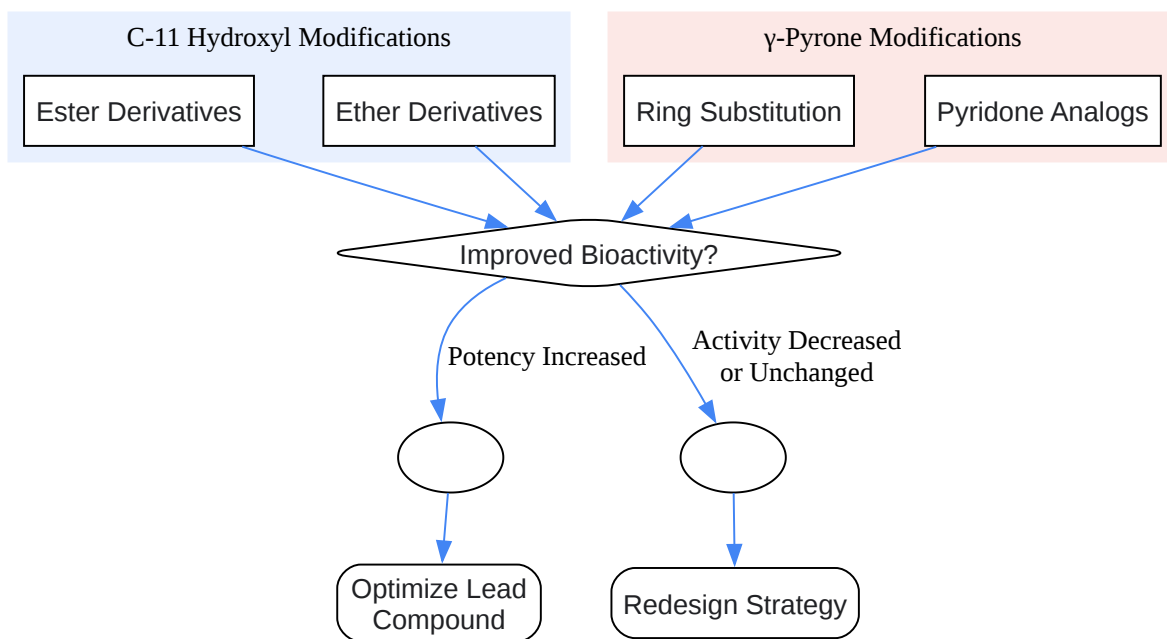 C-11 Hydroxyl Modifications
γ-Pyrone Modifications
Ester Derivatives
Ether Derivatives
Ring Substitution
Pyridone Analogs
Improved Bioactivity?
Potency Increased
Activity Decreased
or Unchanged
Optimize Lead
Compound
Redesign Strategy